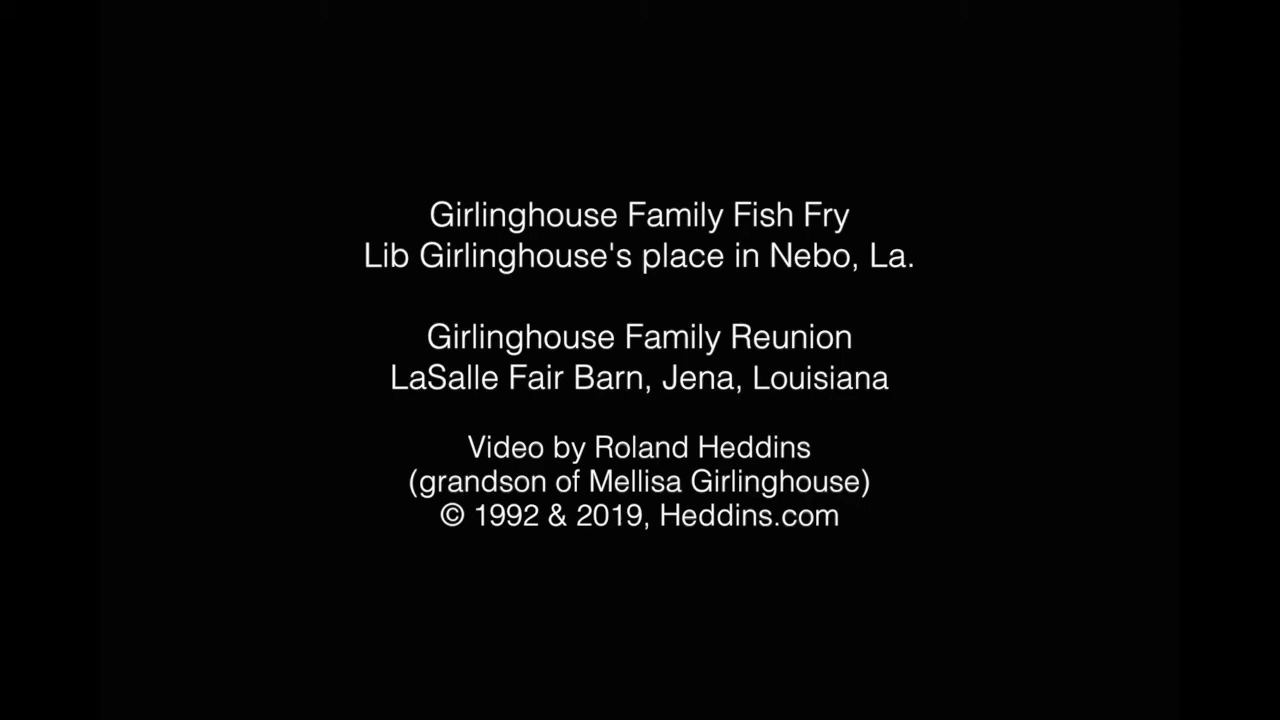 Girlinghouse Family Fish Fry
Lib Girlinghouse's place in Nebo, La.
Girlinghouse Family Reunion
LaSalle Fair Barn, Jena, Louisiana
Video by Roland Heddins
(grandson of Mellisa Girlinghouse)
© 1992 & 2019, Heddins.com